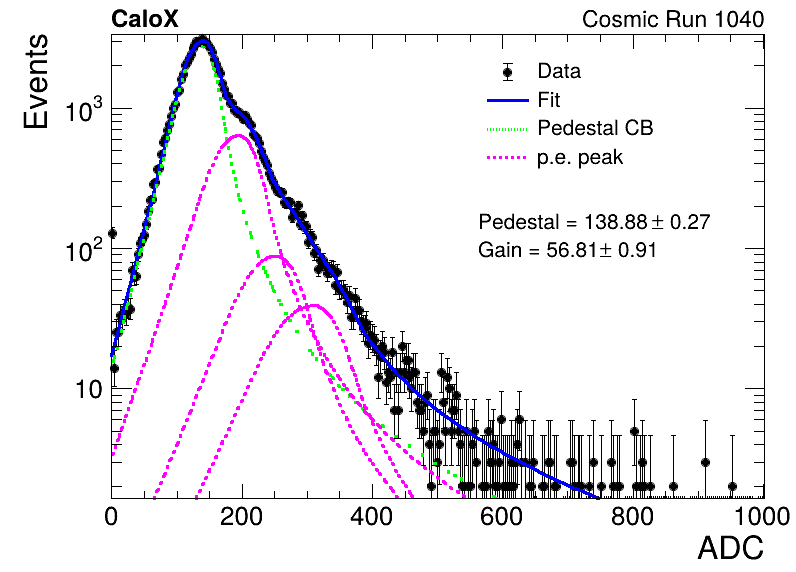 CaloX Cosmic Run 1040
Events
Data
Fit
Pedestal CB
p.e. peak
Pedestal = 138.88± 0.27
Gain = 56.81± 0.91
10³
10²
10
0 200 400 600 800 1000
ADC